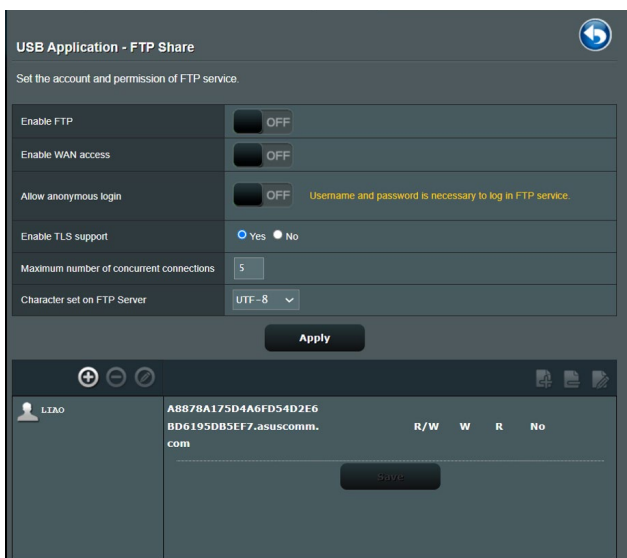 USB Application - FTP Share
Set the account and permission of FTP service.
Enable FTP
OFF
Enable WAN access
OFF
Allow anonymous login
OFF
Username and password is necessary to log in FTP service.
Enable TLS support
Yes No
Maximum number of concurrent connections
5
Character set on FTP Server
UTF-8
Apply
LIAO
A8878A175D4A6FD54D2E6
BD6195DB5EF7.asuscomm.
com
R/W W R No
Save